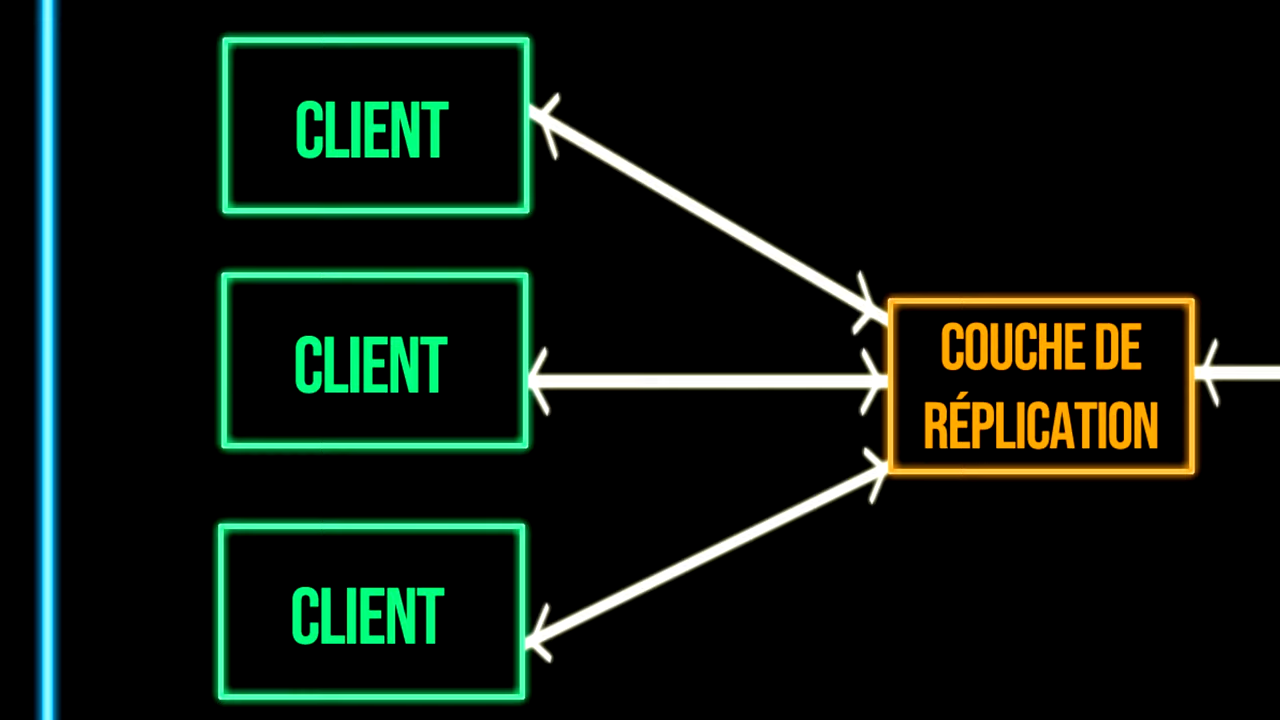 CLIENT
CLIENT
COUCHE DE
RÉPLICATION
CLIENT